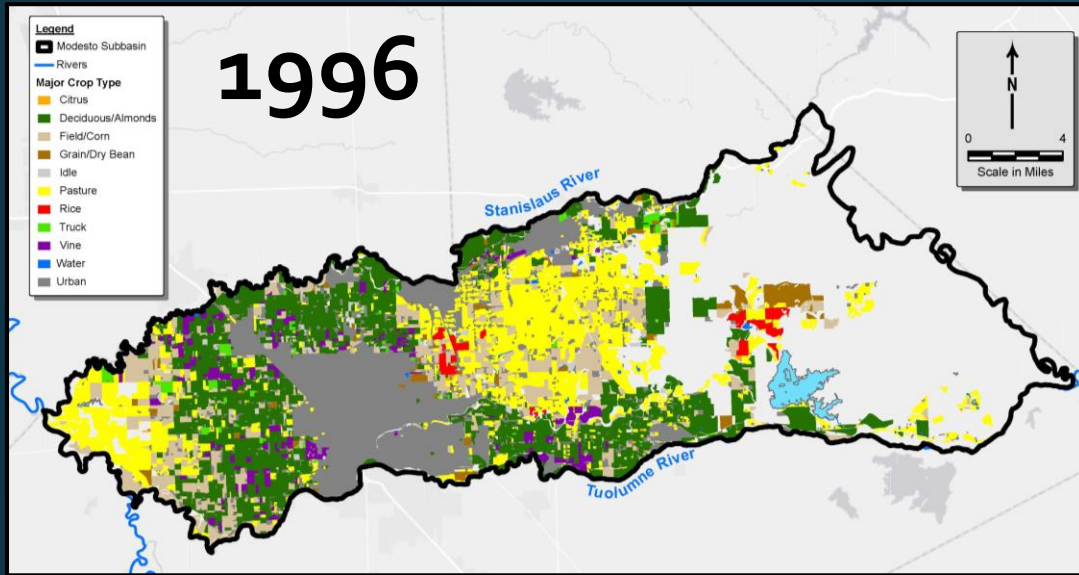 Legend
Modesto Subbasin
Rivers
Major Crop Type
Citrus
Deciduous/Almonds
Field/Corn
Grain/Dry Bean
Idle
Pasture
Rice
Truck
Vine
Water
Urban
1996
N
0 4
Scale in Miles
Stanislaus River
Tuolumne River